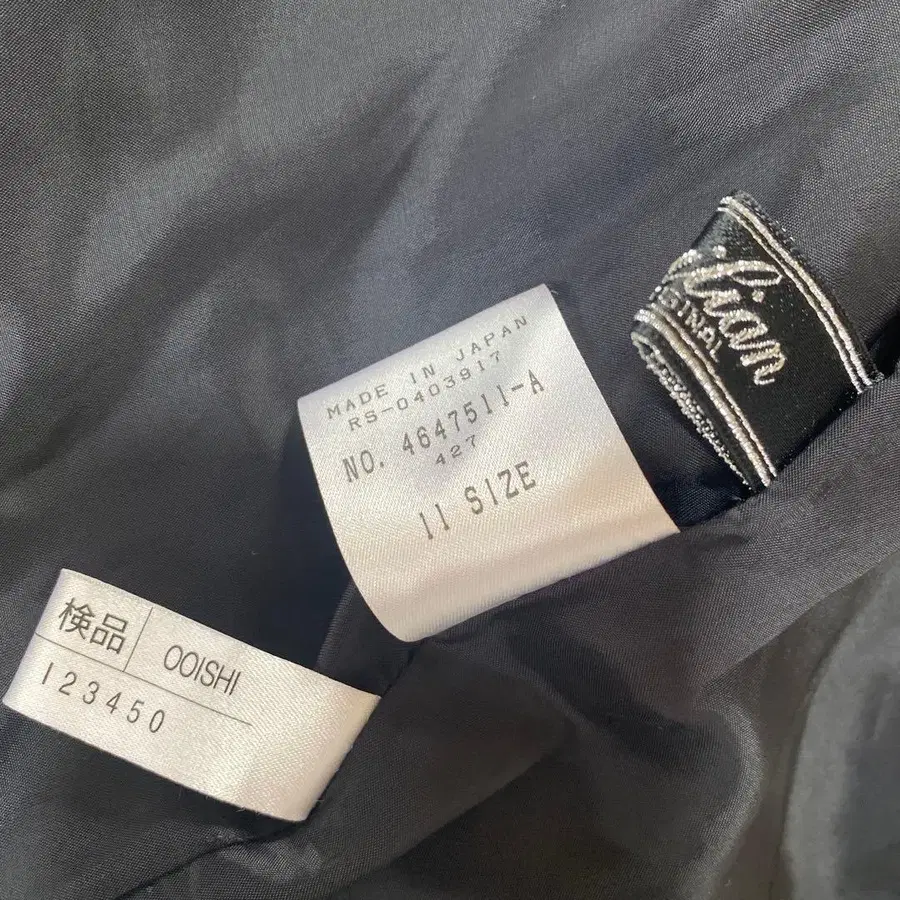 MADE IN JAPAN
RS-0403917
NO. 4647511-A
427
11 SIZE
検品 OOISHI
123450